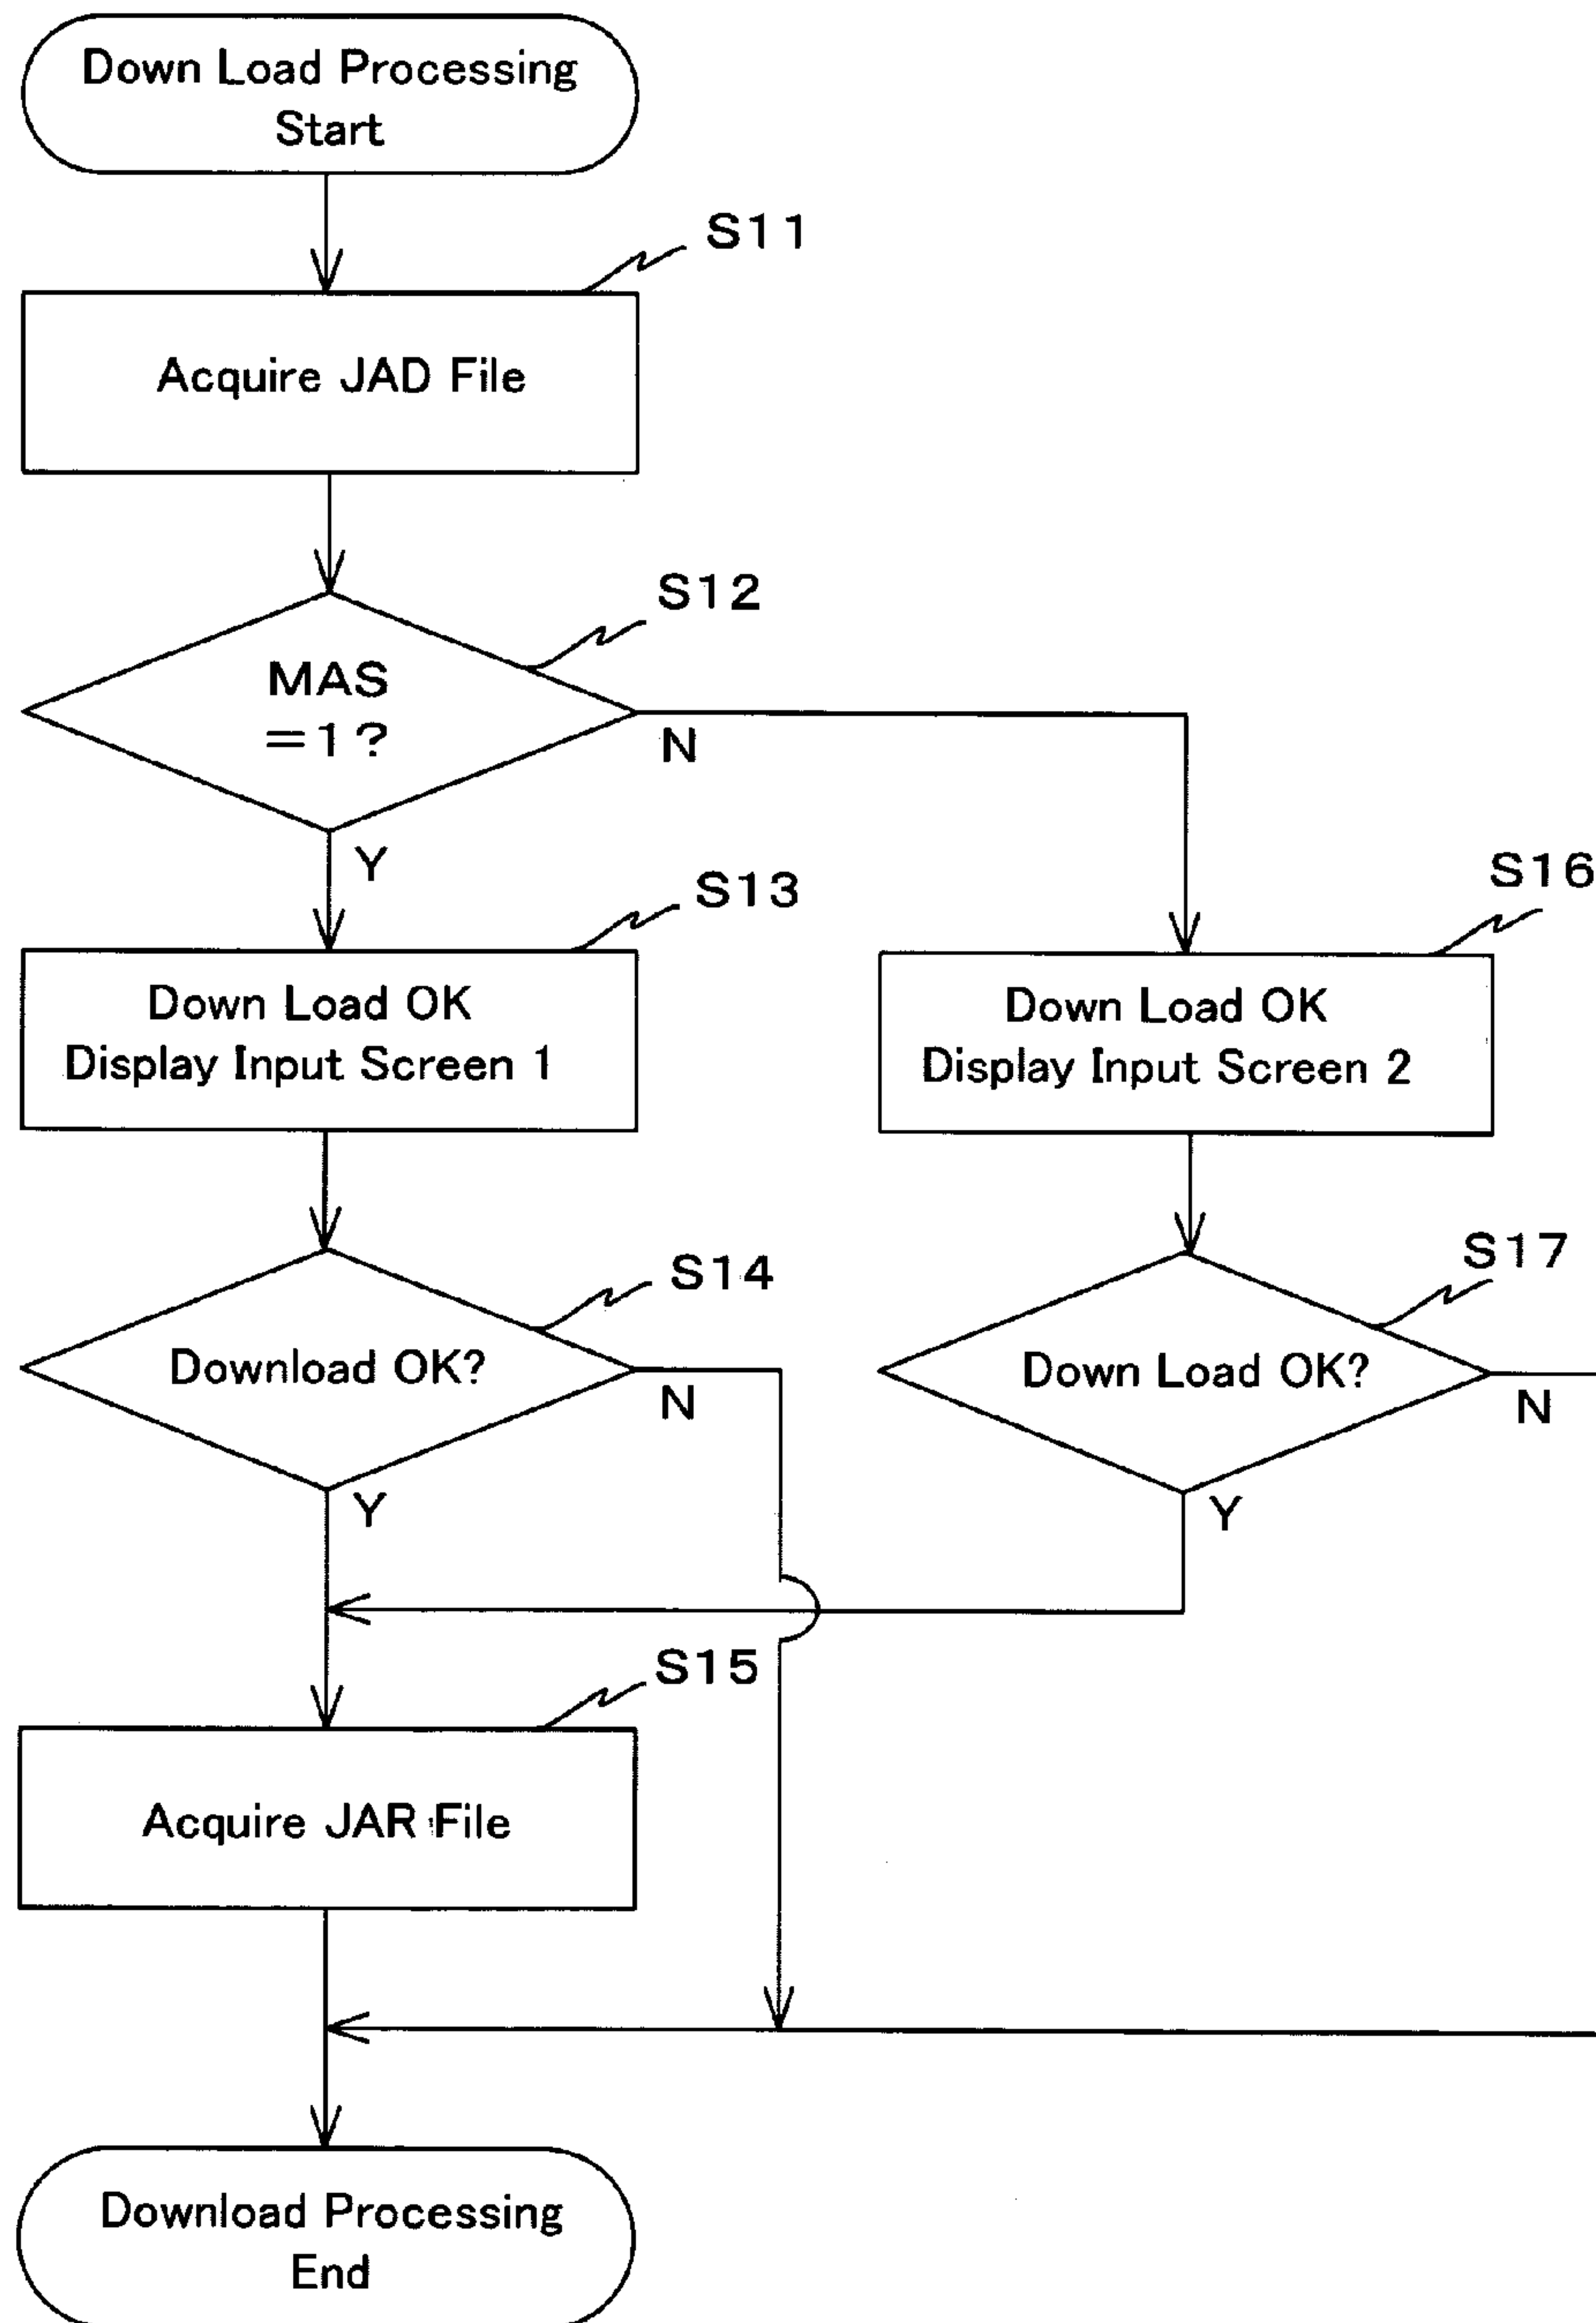 Down Load Processing
Start
S11
Acquire JAD File
S12
MAS
=1?
N
Y
S13
Down Load OK
Display Input Screen 1
S16
Down Load OK
Display Input Screen 2
S14
Download OK?
N
Y
S17
Down Load OK?
N
Y
S15
Acquire JAR File
Download Processing
End